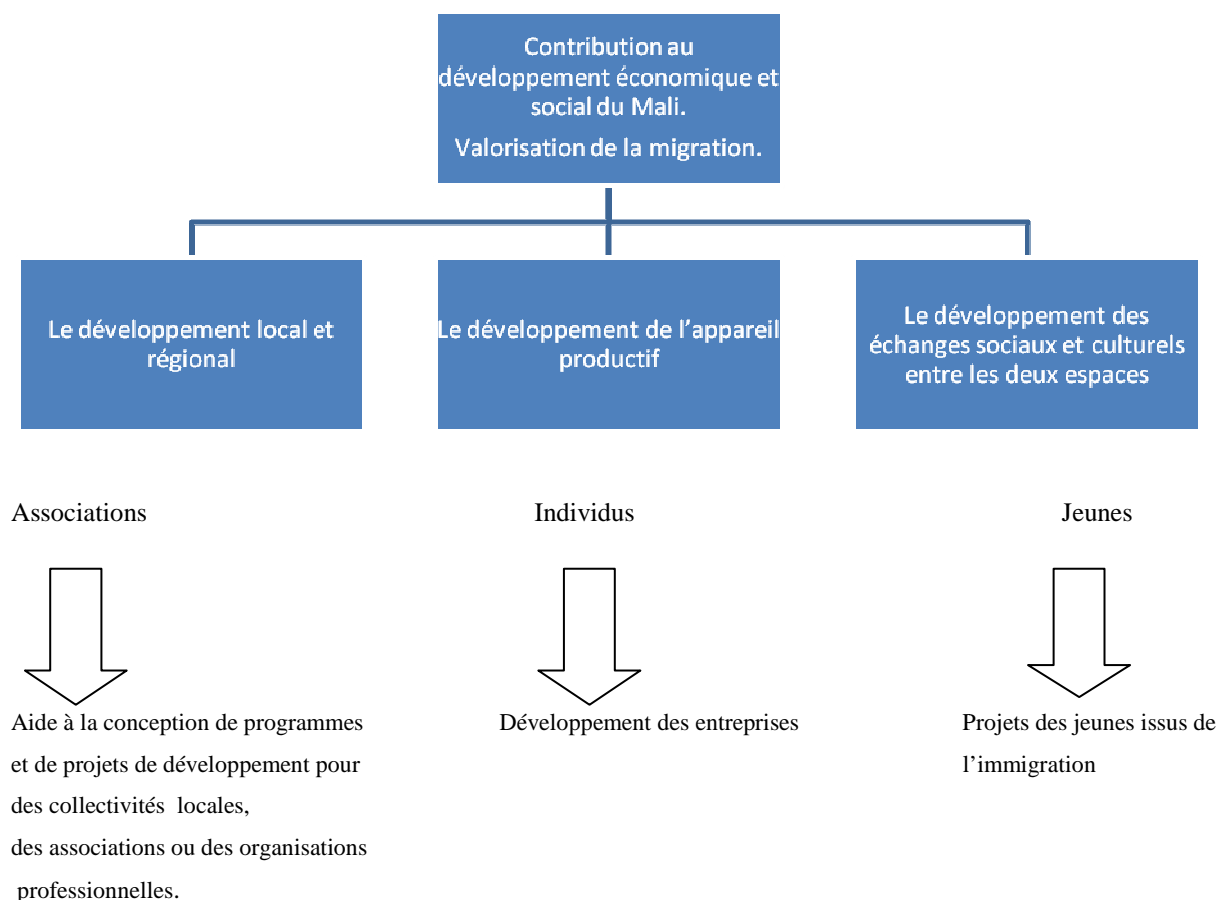 Contribution au
développement économique et
social du Mali.
Valorisation de la migration.
Le développement local et
régional
Le développement de l'appareil
productif
Le développement des
échanges sociaux et culturels
entre les deux espaces
Associations
Individus
Jeunes
Aide à la conception de programmes
et de projets de développement pour
des collectivités locales,
des associations ou des organisations
professionnelles.
Développement des entreprises
Projets des jeunes issus de
l'immigration